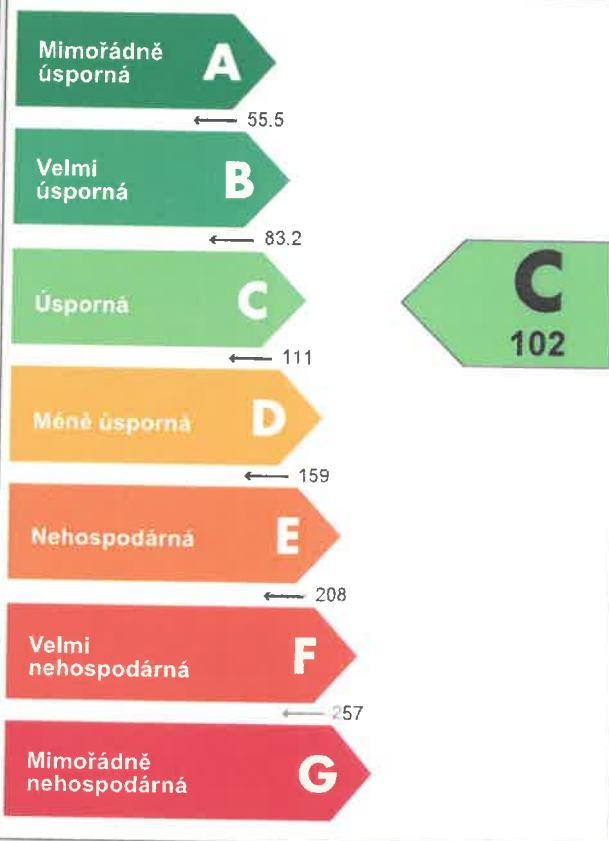 Mimořádně
úsporná
A
55.5
Velmi
úsporná
B
83.2
Úsporná
C
111
C
102
Méně úsporná
D
159
Nehospodárná
E
208
Velmi
nehospodárná
F
257
Mimořádně
nehospodárná
G